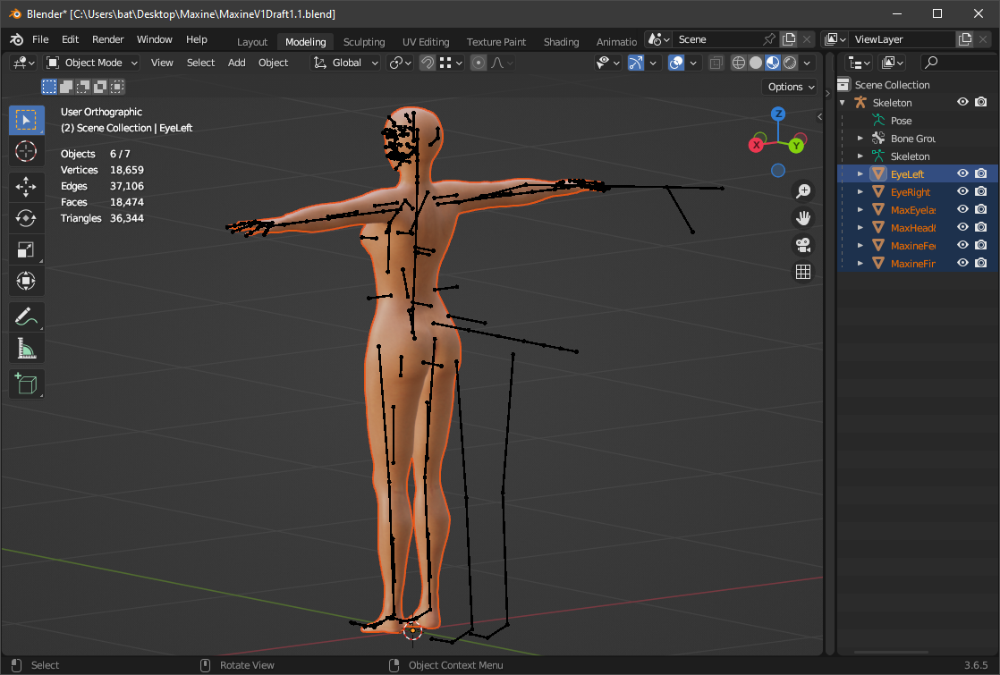 Blender* [C:\Users\bat\Desktop\Maxine\MaxineV1Draft1.1.blend]
File Edit Render Window Help Layout Modeling Sculpting UV Editing Texture Paint Shading Animatio Scene ViewLayer
Object Mode View Select Add Object Global
Options
User Orthographic
(2) Scene Collection | EyeLeft
Objects 6 / 7
Vertices 18,659
Edges 37,106
Faces 18,474
Triangles 36,344
Z
X
Y
Scene Collection
Skeleton
Pose
Bone Grou
Skeleton
EyeLeft
EyeRight
MaxEyelas
MaxHead
MaxineFee
MaxineFin
Select Rotate View Object Context Menu 3.6.5